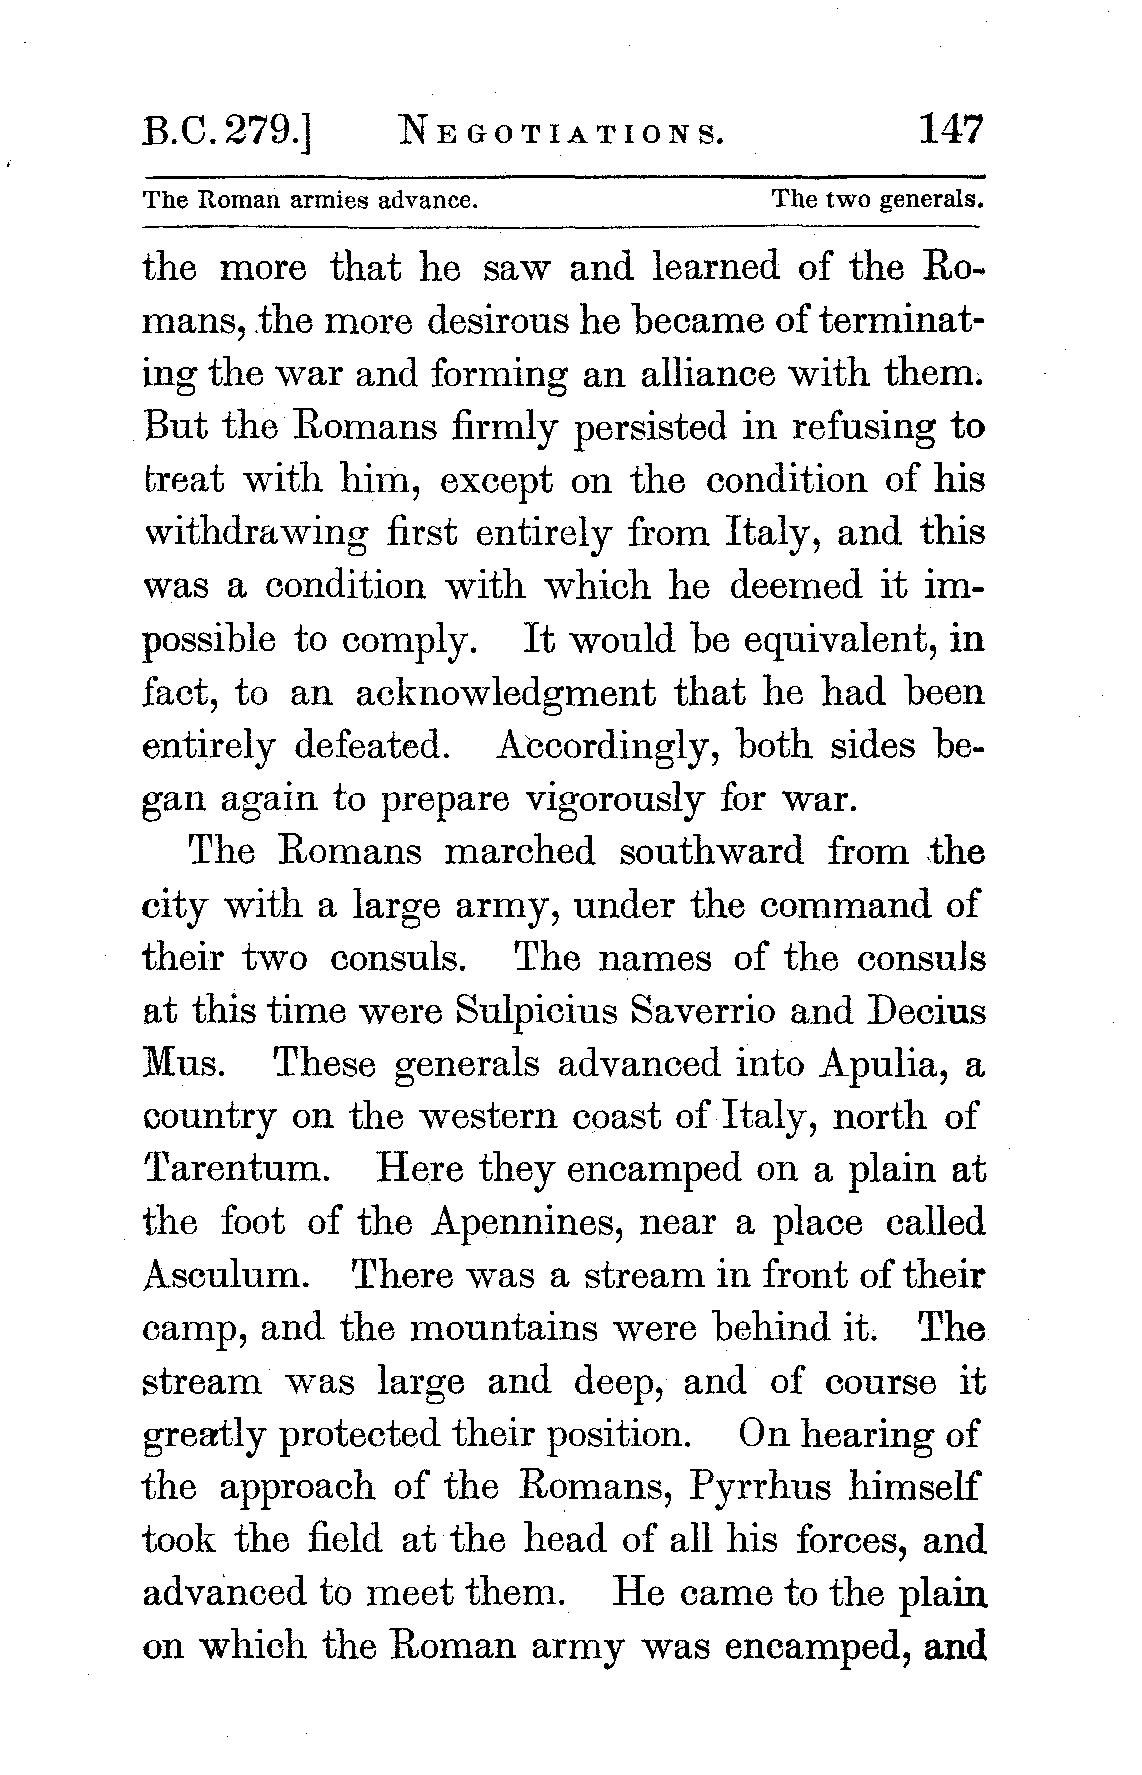 B.C. 279.] NEGOTIATIONS. 147
The Roman armies advance. The two generals.
the more that he saw and learned of the Ro-
mans, the more desirous he became of terminat-
ing the war and forming an alliance with them.
But the Romans firmly persisted in refusing to
treat with him, except on the condition of his
withdrawing first entirely from Italy, and this
was a condition with which he deemed it im-
possible to comply. It would be equivalent, in
fact, to an acknowledgment that he had been
entirely defeated. Accordingly, both sides be-
gan again to prepare vigorously for war.
The Romans marched southward from the
city with a large army, under the command of
their two consuls. The names of the consuls
at this time were Sulpicius Saverrio and Decius
Mus. These generals advanced into Apulia, a
country on the western coast of Italy, north of
Tarentum. Here they encamped on a plain at
the foot of the Apennines, near a place called
Asculum. There was a stream in front of their
camp, and the mountains were behind it. The
stream was large and deep, and of course it
greatly protected their position. On hearing of
the approach of the Romans, Pyrrhus himself
took the field at the head of all his forces, and
advanced to meet them. He came to the plain
on which the Roman army was encamped, and